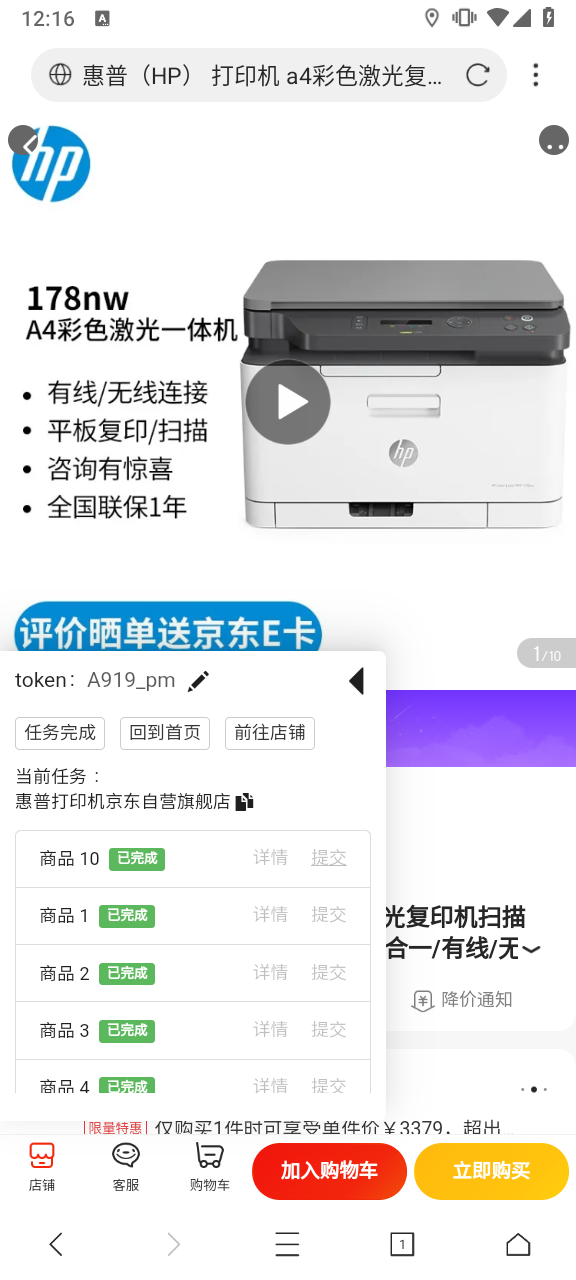 12:16
惠普（HP） 打印机 a4彩色激光复...
hp
178nw
A4彩色激光一体机
有线/无线连接
平板复印/扫描
咨询有惊喜
全国联保1年
hp
评价晒单送京东E卡
1/10
token： A919_pm
任务完成 回到首页 前往店铺
当前任务：
惠普打印机京东自营旗舰店
商品 10 已完成 详情 提交
商品 1 已完成 详情 提交
商品 2 已完成 详情 提交
光复印机扫描
合一/有线/无
商品 3 已完成 详情 提交
降价通知
商品 4 已完成 详情 提交
限量特惠 仅购买1件时可享受单件价￥3379，超出...
店铺 客服 购物车 加入购物车 立即购买
1